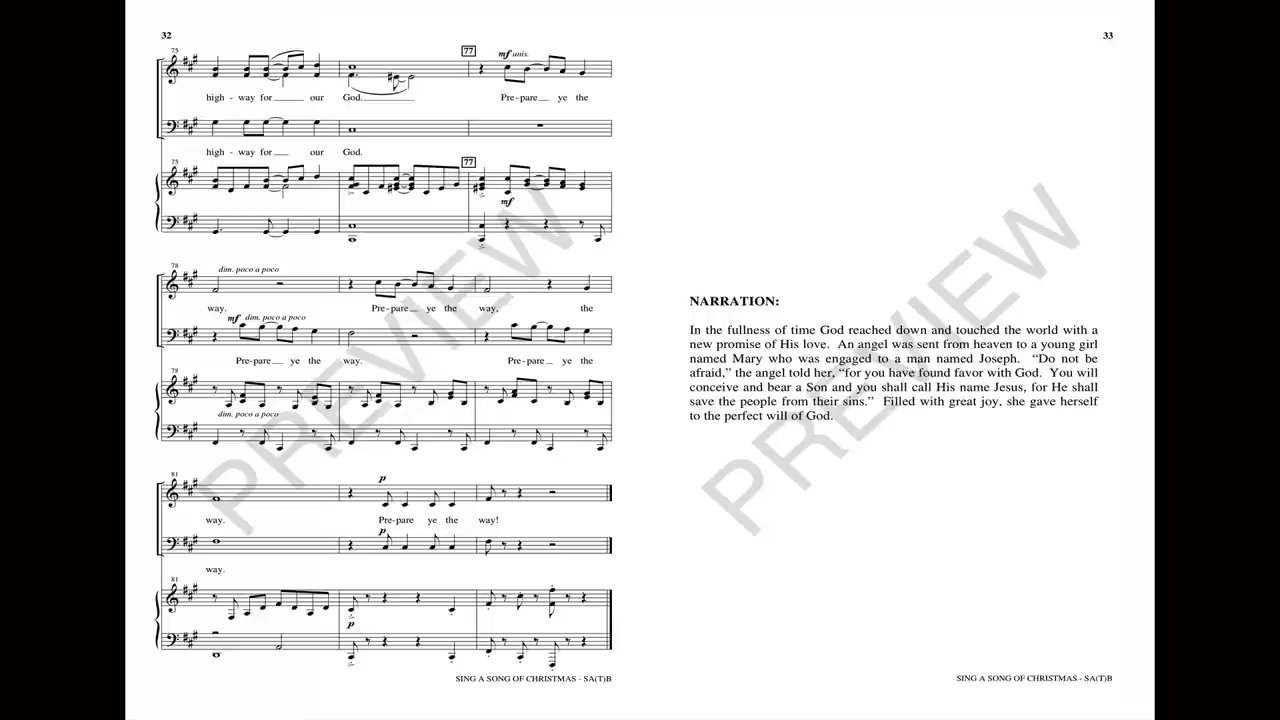 32
75
77
mf unis.
high - way for our God. Pre-pare ye the
high - way for our God.
75
77
mf
78
dim. poco a poco
way. Pre-pare ye the way, the
mf dim. poco a poco
Pre-pare ye the way. Pre-pare ye the
78
dim. poco a poco
81
p
way. Pre-pare ye the way!
p
way.
81
p
SING A SONG OF CHRISTMAS - SA(T)B
PREVIEW
33
NARRATION:
In the fullness of time God reached down and touched the world with a
new promise of His love. An angel was sent from heaven to a young girl
named Mary who was engaged to a man named Joseph. “Do not be
afraid,” the angel told her, “for you have found favor with God. You will
conceive and bear a Son and you shall call His name Jesus, for He shall
save the people from their sins.” Filled with great joy, she gave herself
to the perfect will of God.
PREVIEW
SING A SONG OF CHRISTMAS - SA(T)B